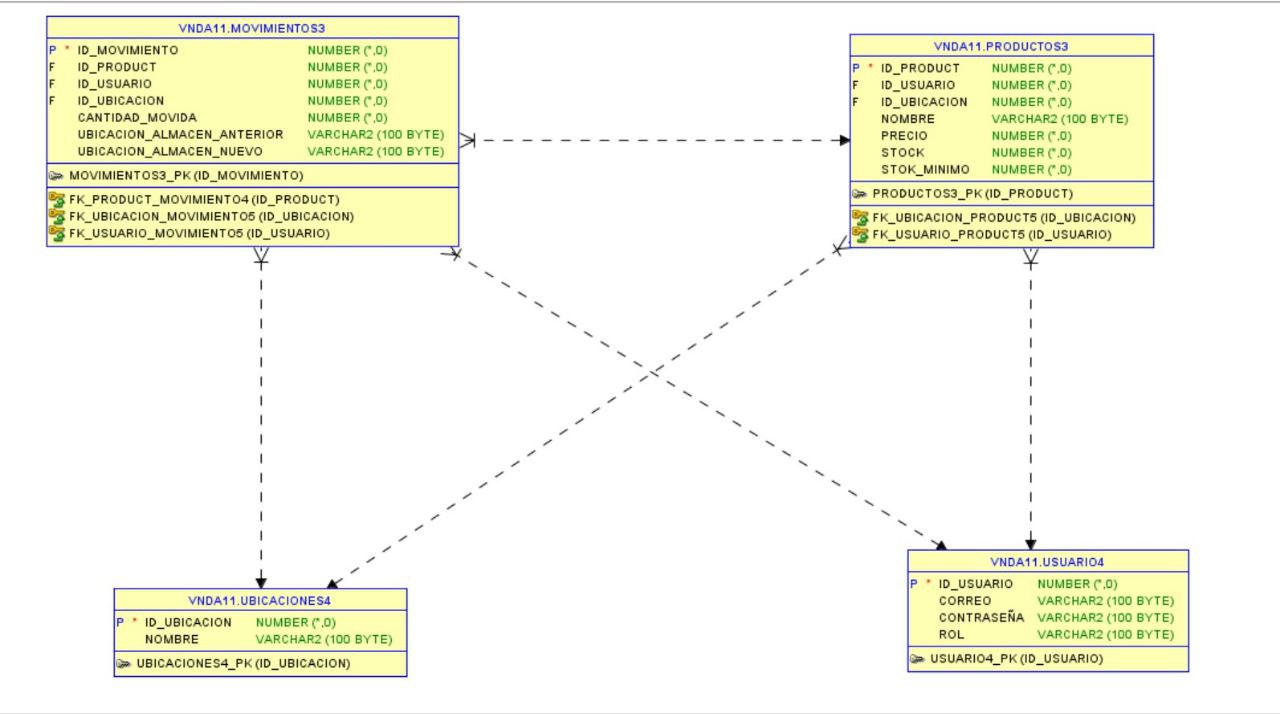 VNDA11.MOVIMIENTOS3
P * ID_MOVIMIENTO NUMBER (*,0)
F ID_PRODUCT NUMBER (*,0)
F ID_USUARIO NUMBER (*,0)
F ID_UBICACION NUMBER (*,0)
CANTIDAD_MOVIDA NUMBER (*,0)
UBICACION_ALMACEN_ANTERIOR VARCHAR2 (100 BYTE)
UBICACION_ALMACEN_NUEVO VARCHAR2 (100 BYTE)
MOVIMIENTOS3_PK (ID_MOVIMIENTO)
FK_PRODUCT_MOVIMIENTO4 (ID_PRODUCT)
FK_UBICACION_MOVIMIENTO5 (ID_UBICACION)
FK_USUARIO_MOVIMIENTO5 (ID_USUARIO)
VNDA11.PRODUCTOS3
P * ID_PRODUCT NUMBER (*,0)
F ID_USUARIO NUMBER (*,0)
F ID_UBICACION NUMBER (*,0)
NOMBRE VARCHAR2 (100 BYTE)
PRECIO NUMBER (*,0)
STOCK NUMBER (*,0)
STOK_MINIMO NUMBER (*,0)
PRODUCTOS3_PK (ID_PRODUCT)
FK_UBICACION_PRODUCT5 (ID_UBICACION)
FK_USUARIO_PRODUCT5 (ID_USUARIO)
VNDA11.UBICACIONES4
P * ID_UBICACION NUMBER (*,0)
NOMBRE VARCHAR2 (100 BYTE)
UBICACIONES4_PK (ID_UBICACION)
VNDA11.USUARIO4
P * ID_USUARIO NUMBER (*,0)
CORREO VARCHAR2 (100 BYTE)
CONTRASEÑA VARCHAR2 (100 BYTE)
ROL VARCHAR2 (100 BYTE)
USUARIO4_PK (ID_USUARIO)